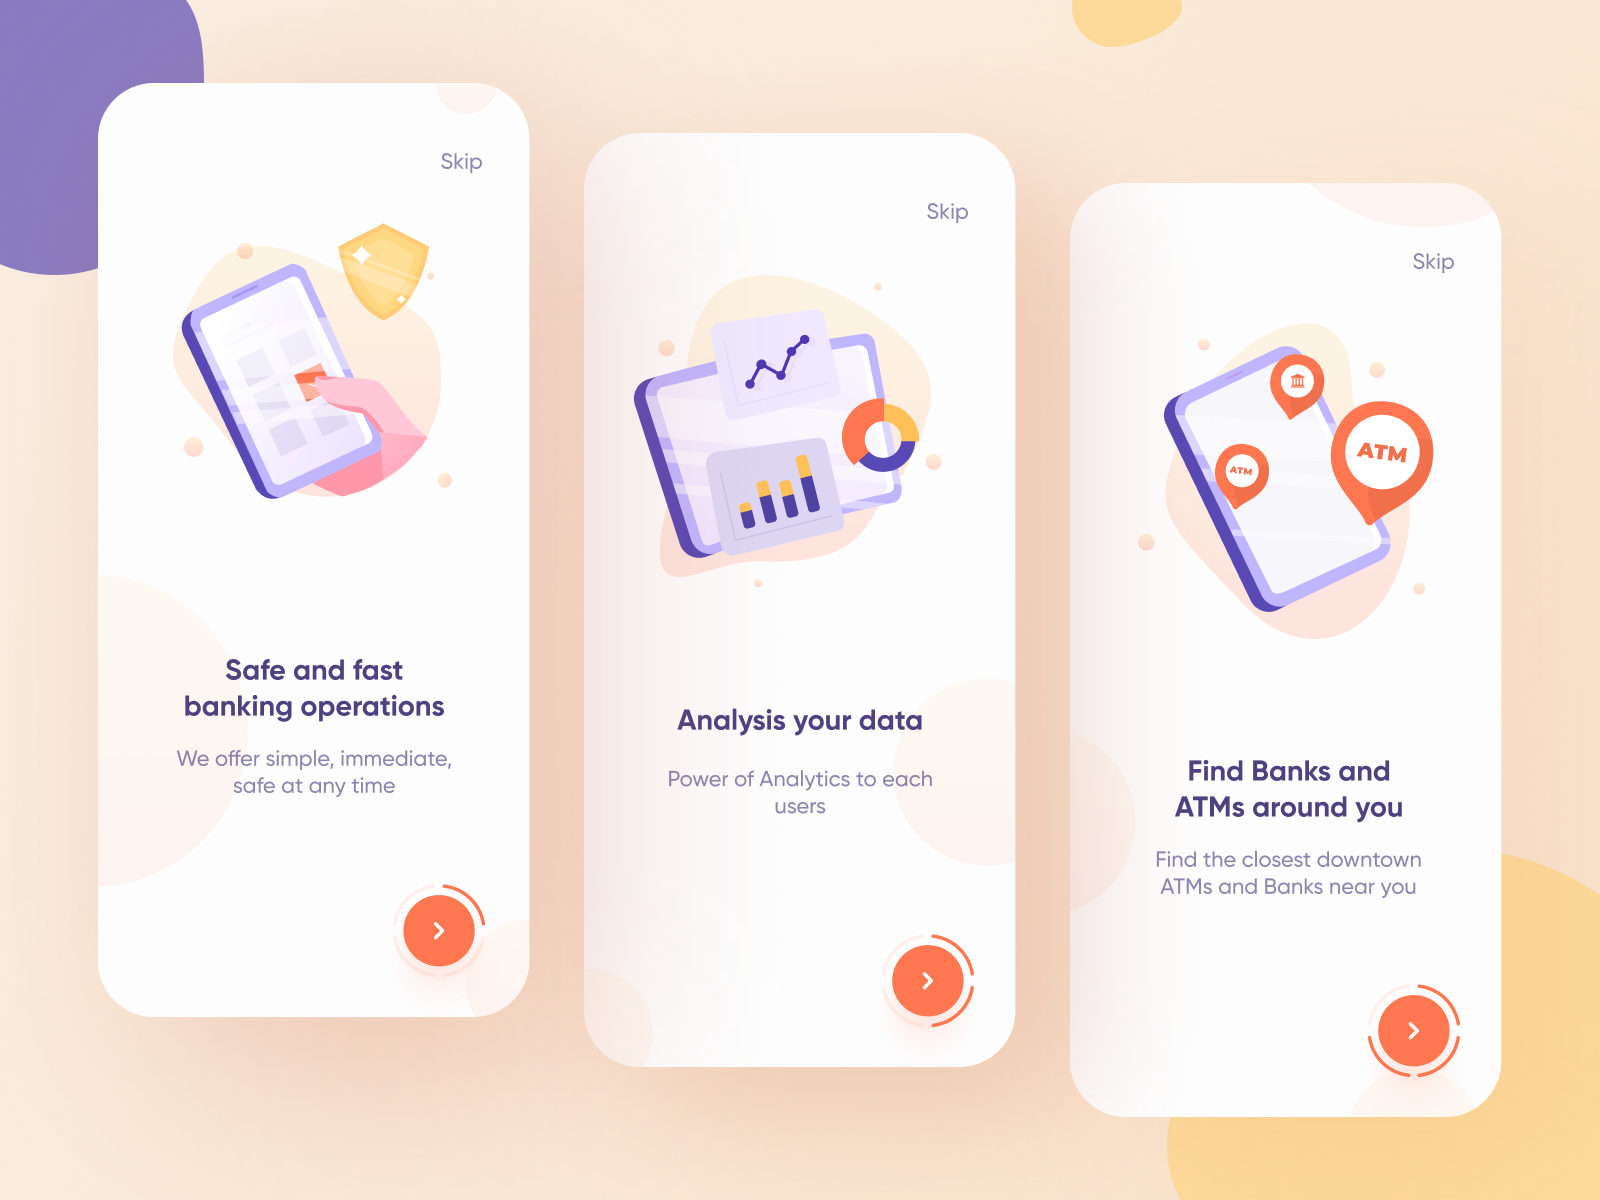 Skip
Safe and fast
banking operations
We offer simple, immediate,
safe at any time
Skip
Analysis your data
Power of Analytics to each
users
Skip
ATM
ATM
Find Banks and
ATMs around you
Find the closest downtown
ATMs and Banks near you